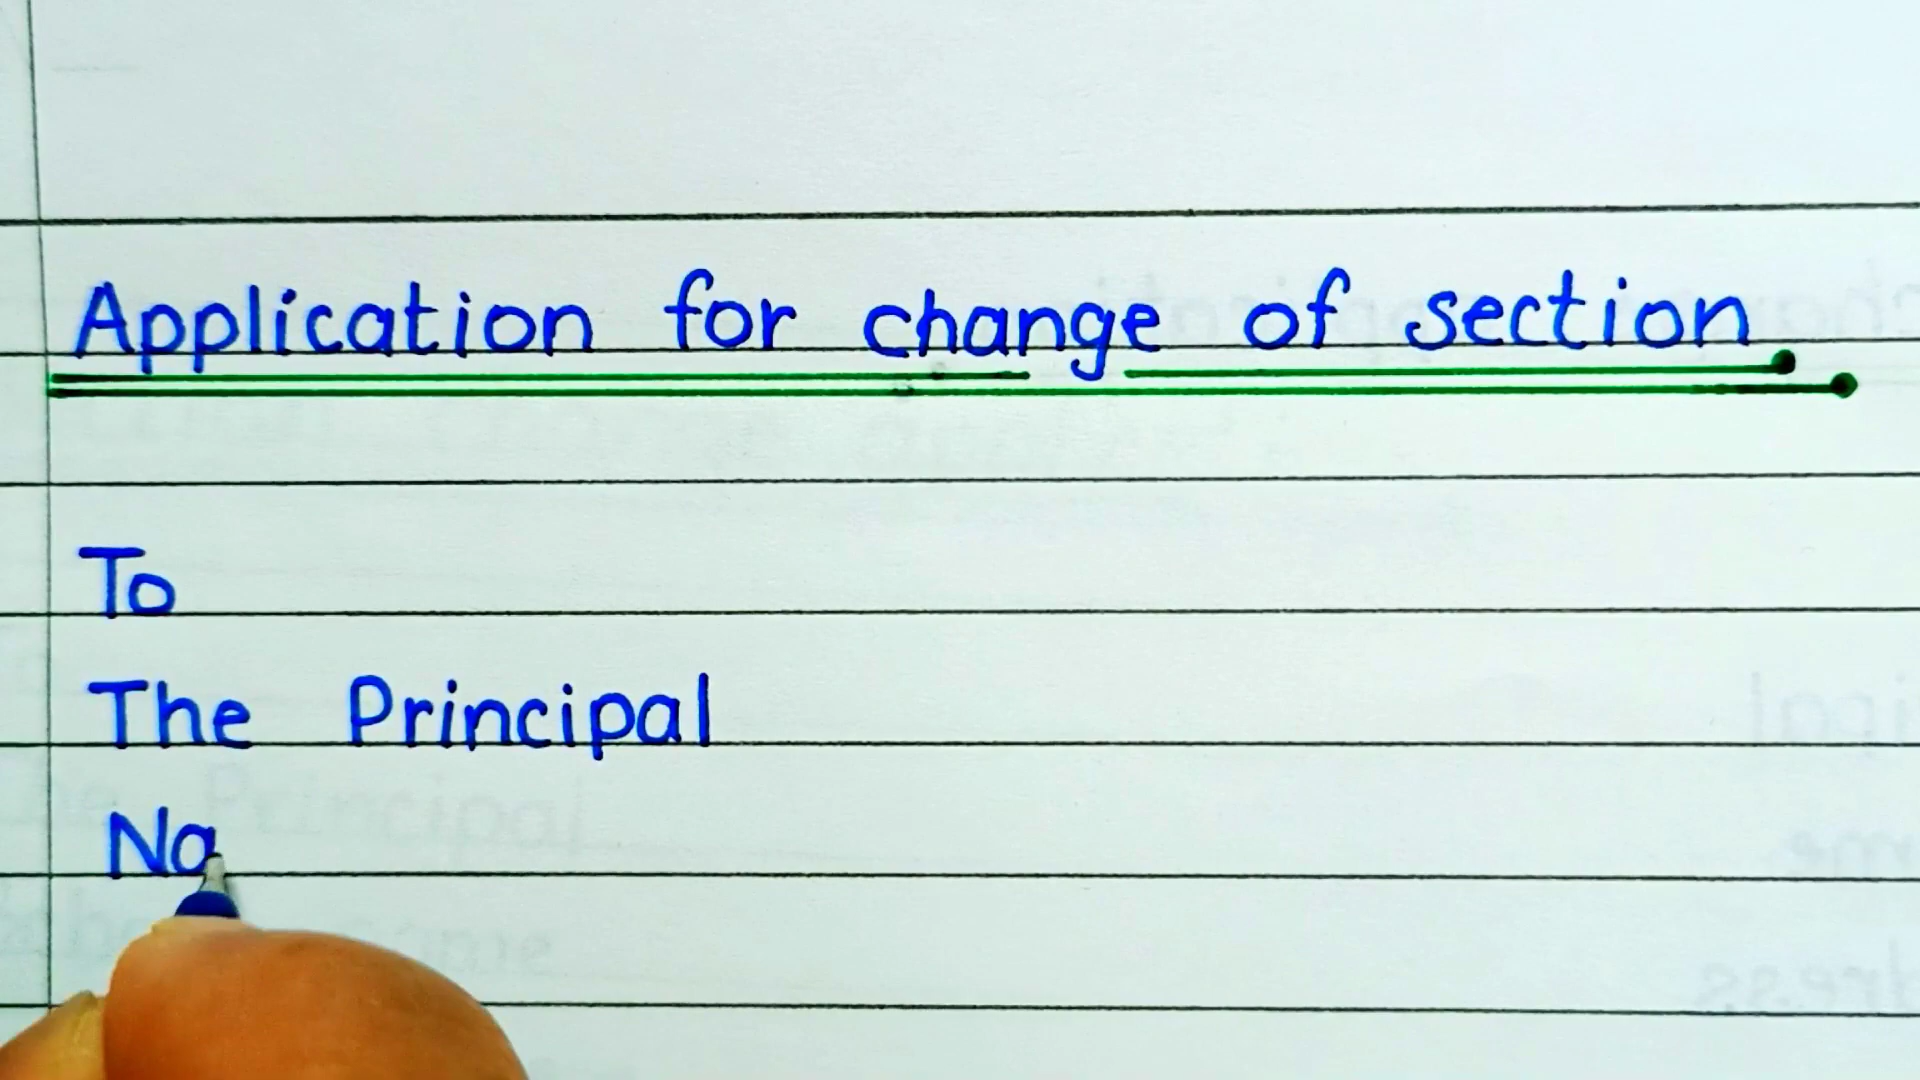 Application for change of section
To
The Principal
Na